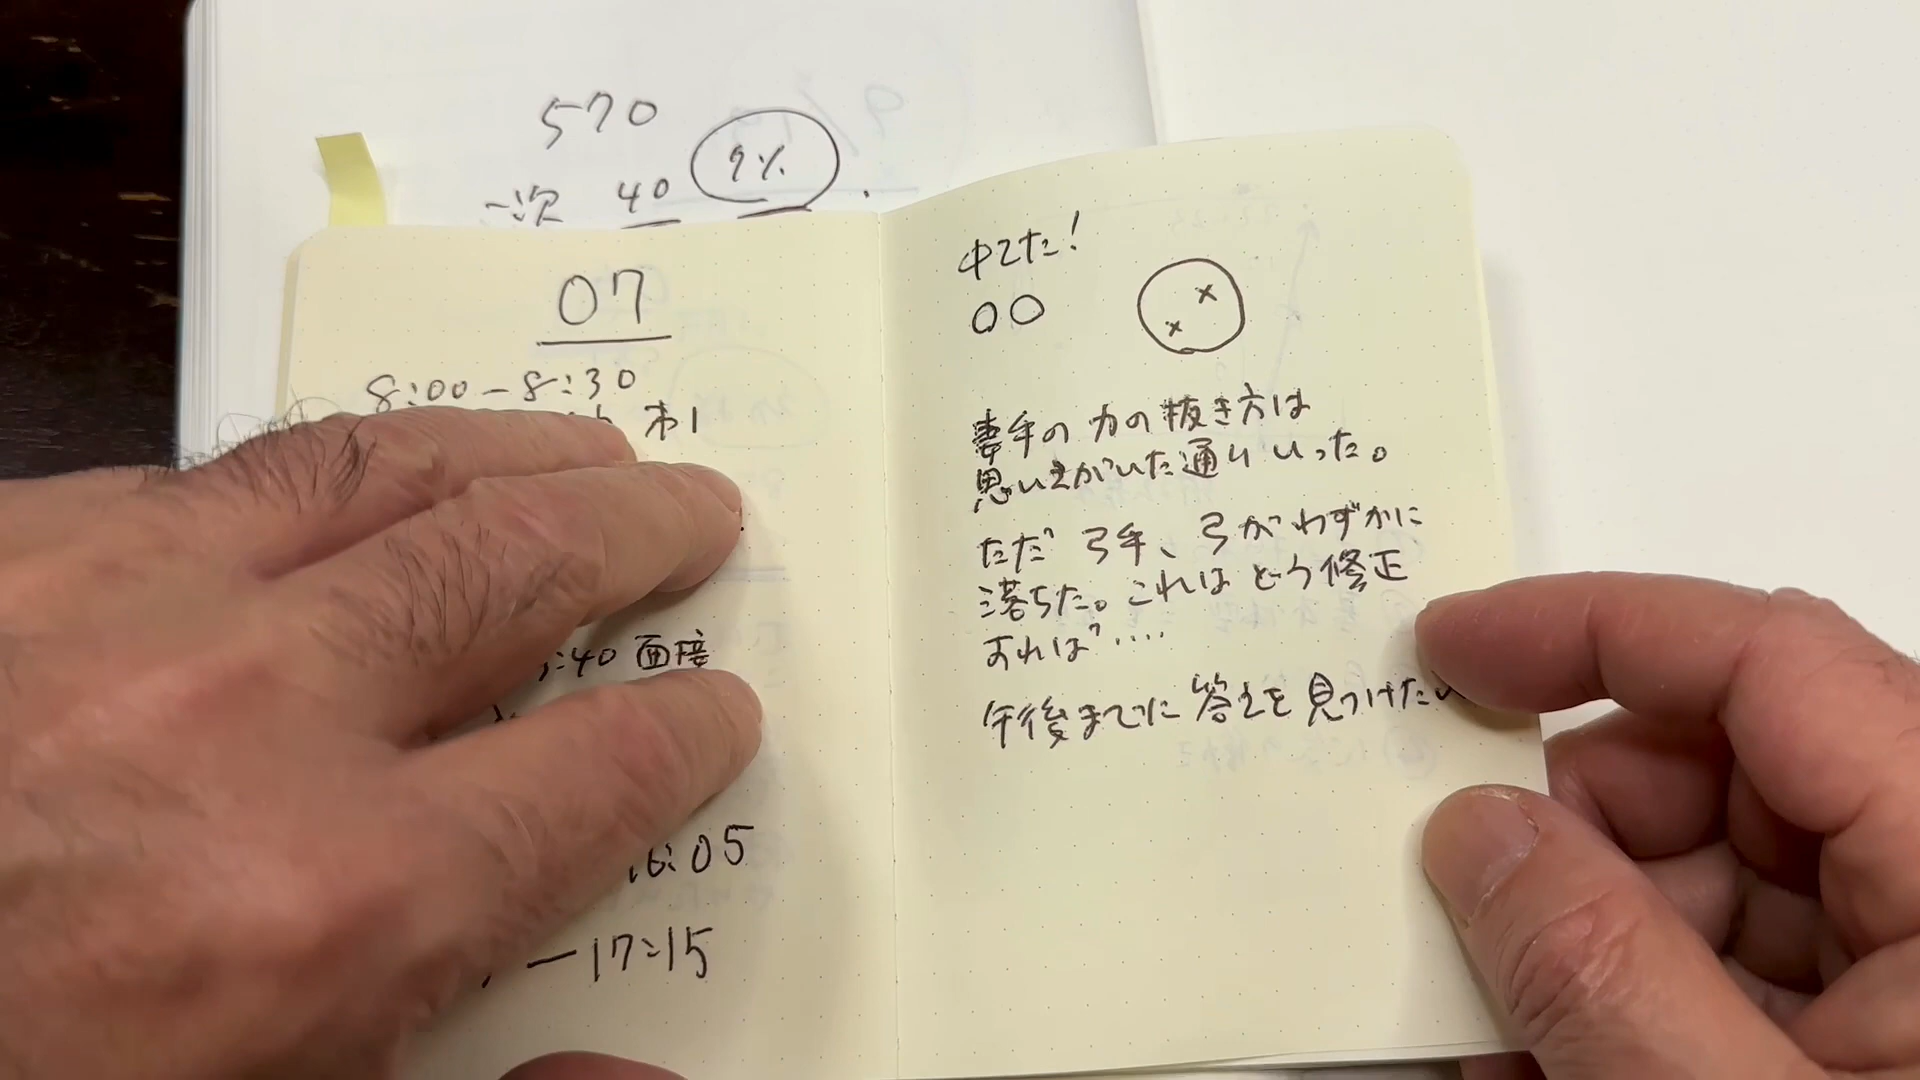 570
9%
一次 40
07
8:00-8:30
:40 面接
6:05
-17:15
中てた!
〇〇
妻手の力の抜き方は
思いえがいた通りいった。
ただ弓手、弓がわずかに
落ちた。これはどう修正
すれば?....
午後までに答えを見つけたい